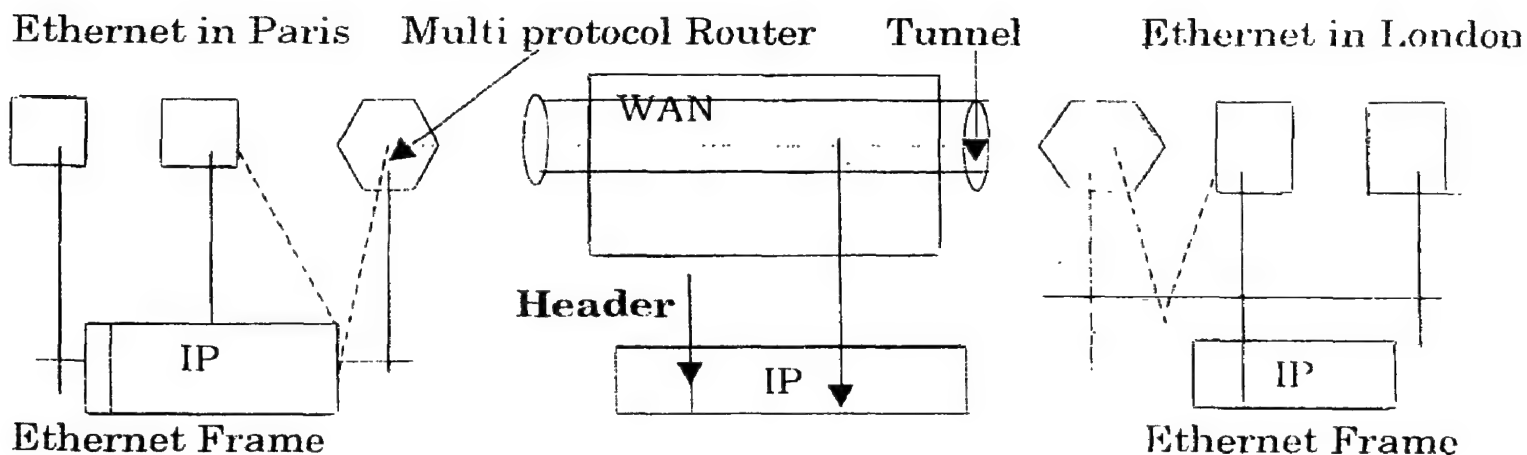 Ethernet in Paris Multi protocol Router Tunnel Ethernet in London
WAN
Header
IP IP IP
Ethernet Frame Ethernet Frame